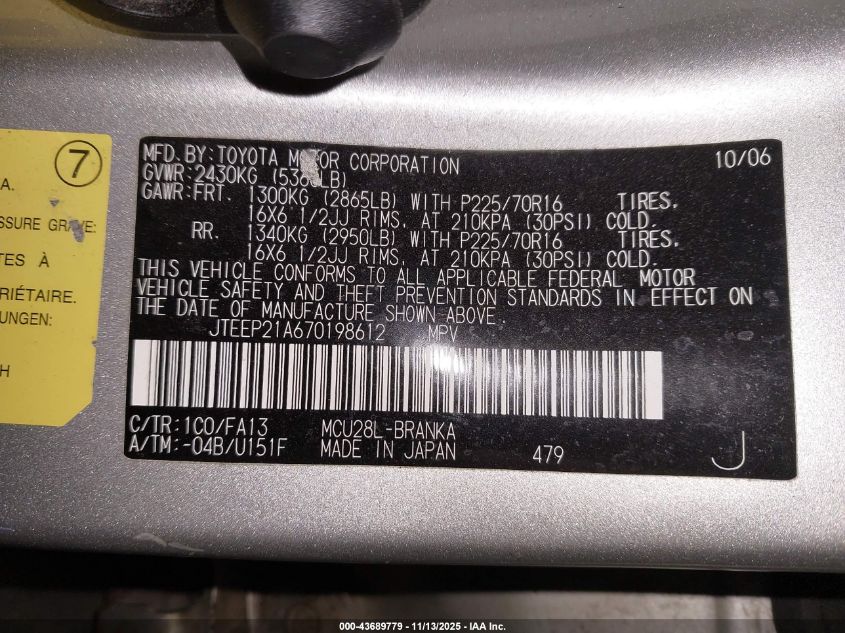 7
A.
ESSURE GRAVE:
TES À
RIÉTAIRE.
UNGEN:
H
MFD. BY: TOYOTA MOTOR CORPORATION 10/06
GVWR: 2430KG (5360LB)
GAWR: FRT. 1300KG (2865LB) WITH P225/70R16 TIRES.
16X6 1/2JJ RIMS. AT 210KPA (30PSI) COLD.
RR. 1340KG (2950LB) WITH P225/70R16 TIRES.
16X6 1/2JJ RIMS. AT 210KPA (30PSI) COLD.
THIS VEHICLE CONFORMS TO ALL APPLICABLE FEDERAL MOTOR
VEHICLE SAFETY AND THEFT PREVENTION STANDARDS IN EFFECT ON
THE DATE OF MANUFACTURE SHOWN ABOVE.
JTEEP21A670198612 MPV
C/TR: 1C0/FA13 MCU28L-BRANKA
A/TM: -04B/U151F MADE IN JAPAN 479 J
000-43689779 - 11/13/2025 - IAA Inc.